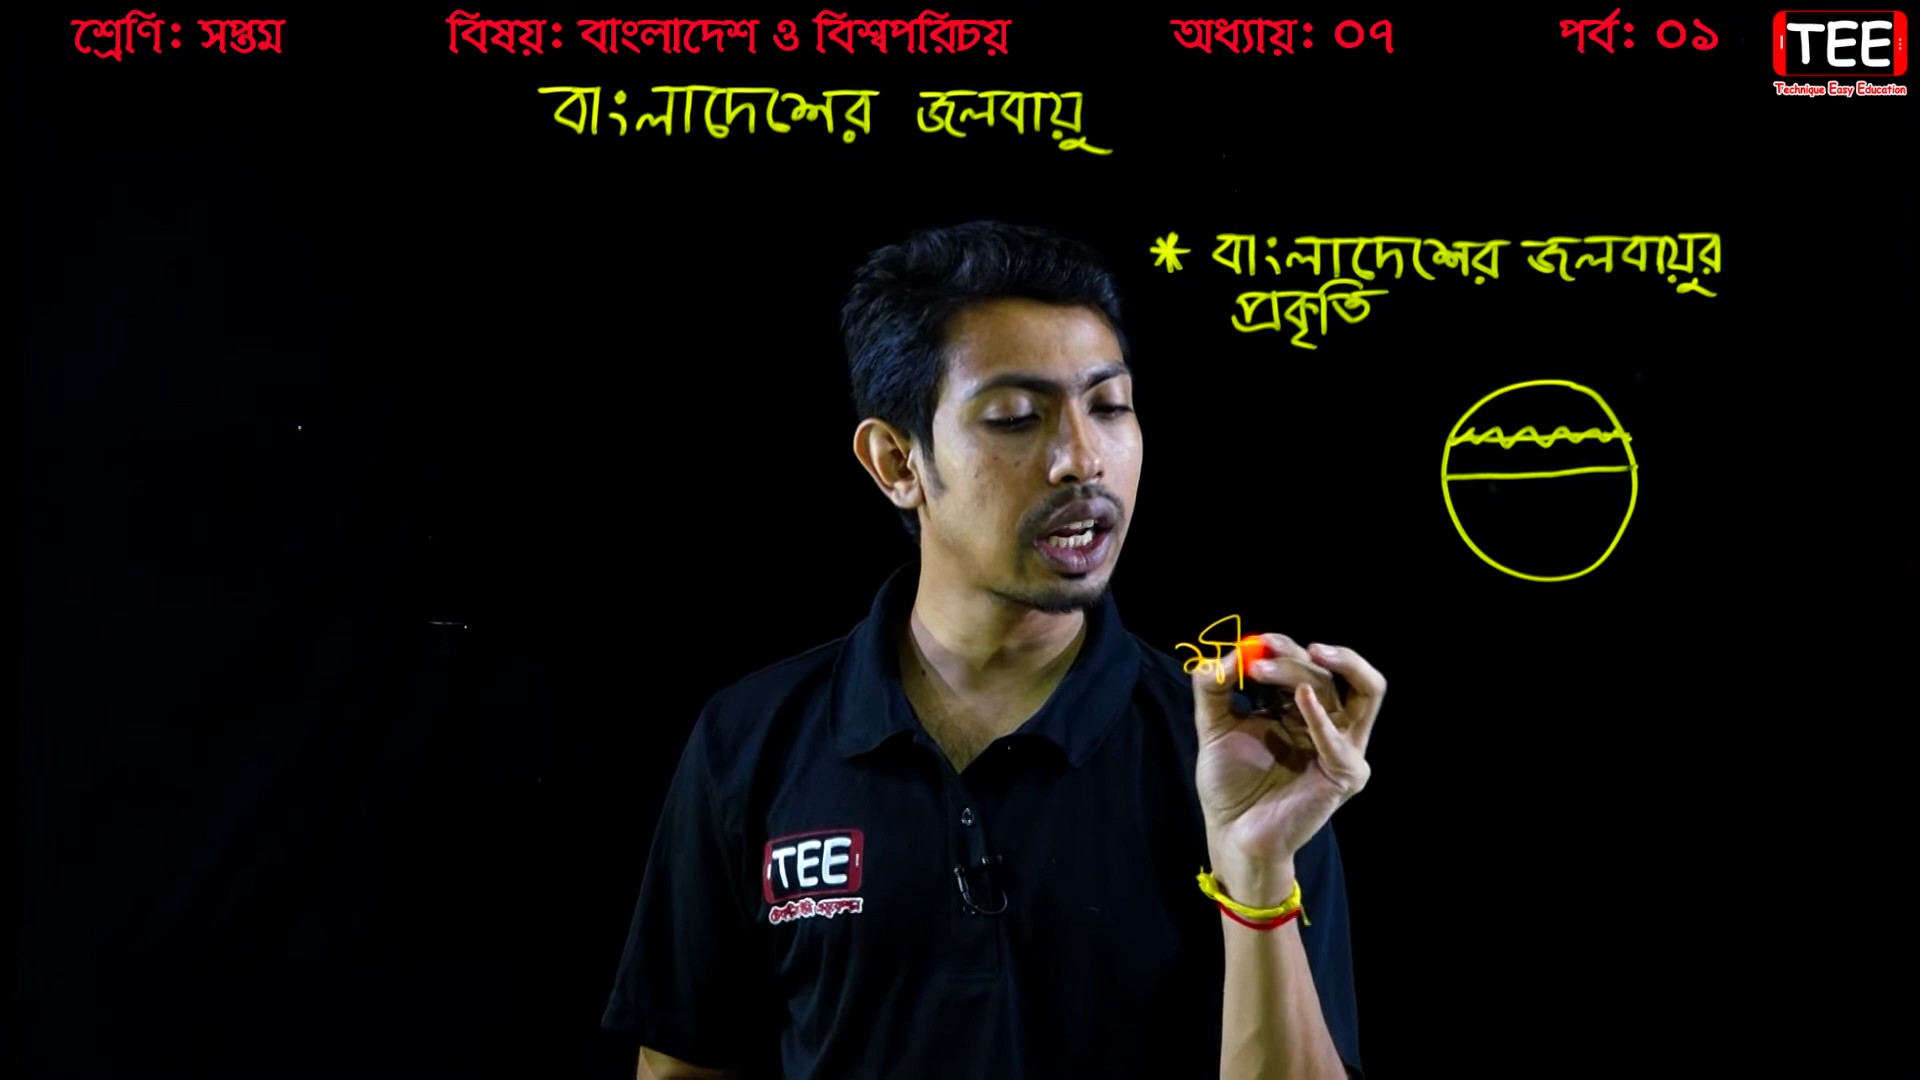 শ্রেণি: সপ্তম বিষয়: বাংলাদেশ ও বিশ্বপরিচয় অধ্যায়: ০৭ পর্ব: ০১
TEE
Technique Easy Education
বাংলাদেশের জলবায়ু
* বাংলাদেশের জলবায়ুর
প্রকৃতি
শী
TEE